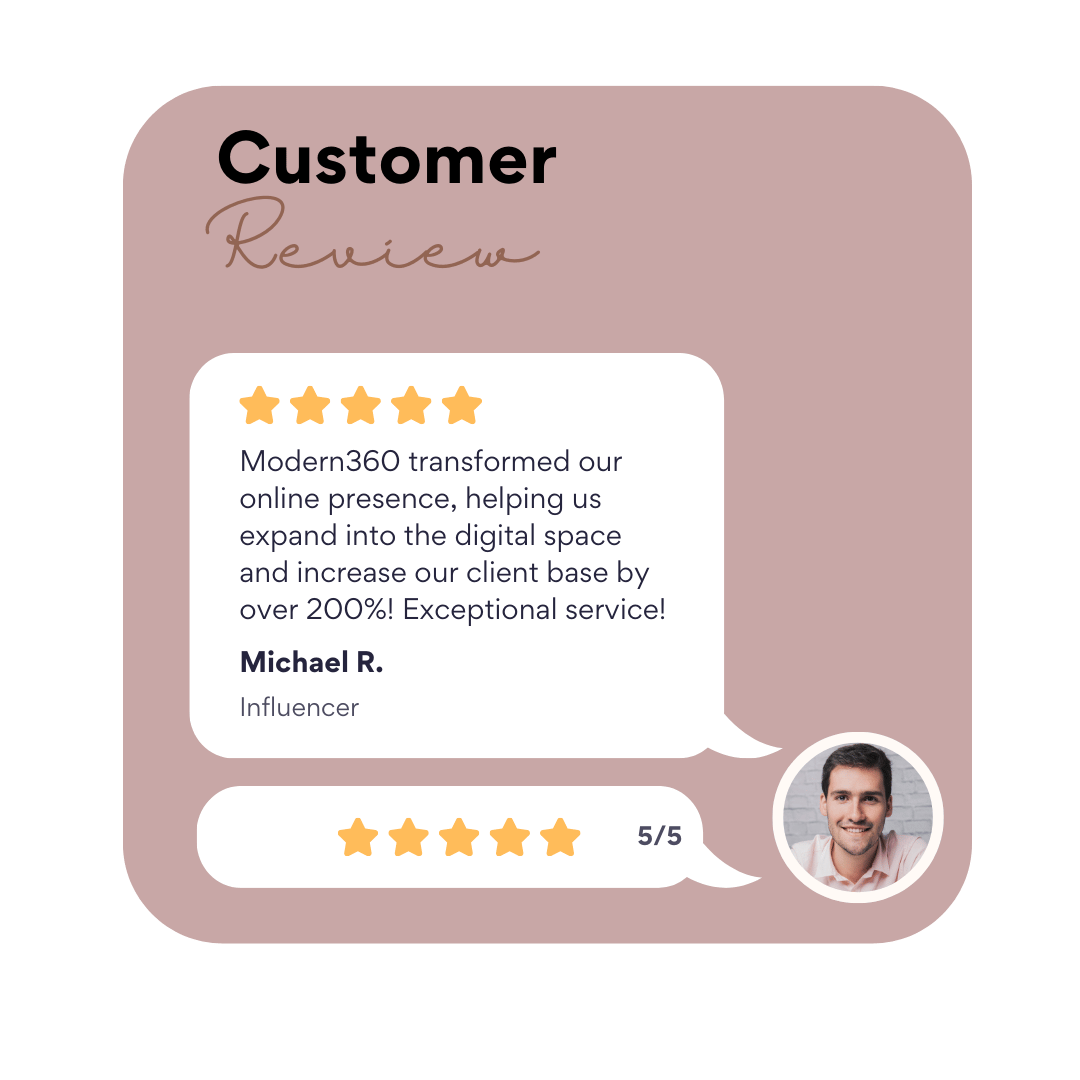 Customer
Review
Modern360 transformed our
online presence, helping us
expand into the digital space
and increase our client base by
over 200%! Exceptional service!
Michael R.
Influencer
5/5